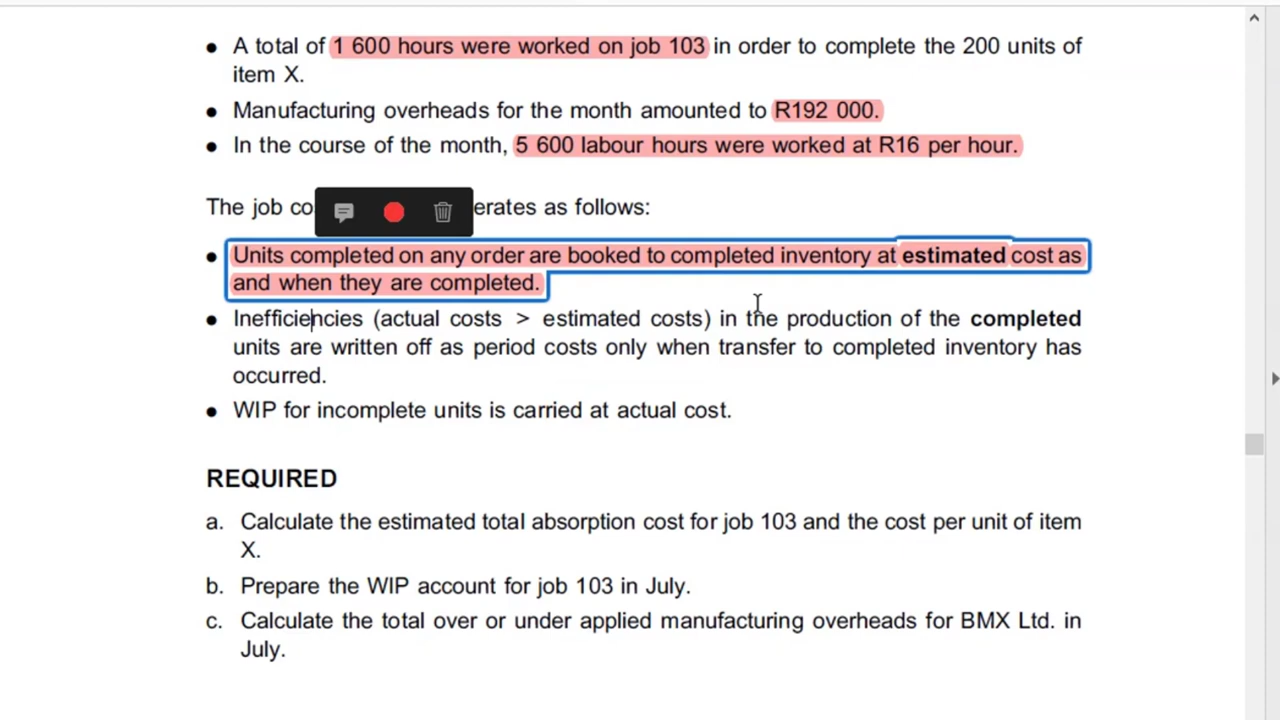 • A total of 1 600 hours were worked on job 103 in order to complete the 200 units of
item X.
• Manufacturing overheads for the month amounted to R192 000.
• In the course of the month, 5 600 labour hours were worked at R16 per hour.
The job co erates as follows:
• Units completed on any order are booked to completed inventory at estimated cost as
and when they are completed.
• Inefficiencies (actual costs > estimated costs) in the production of the completed
units are written off as period costs only when transfer to completed inventory has
occurred.
• WIP for incomplete units is carried at actual cost.
REQUIRED
a. Calculate the estimated total absorption cost for job 103 and the cost per unit of item
X.
b. Prepare the WIP account for job 103 in July.
c. Calculate the total over or under applied manufacturing overheads for BMX Ltd. in
July.